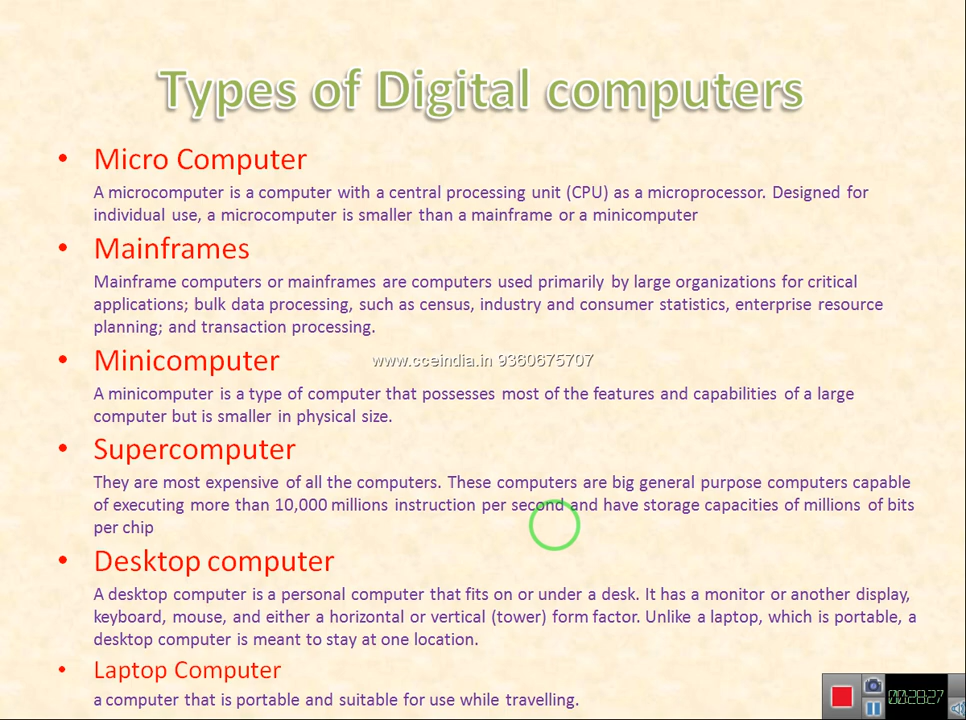 Types of Digital computers
• Micro Computer
A microcomputer is a computer with a central processing unit (CPU) as a microprocessor. Designed for
individual use, a microcomputer is smaller than a mainframe or a minicomputer
• Mainframes
Mainframe computers or mainframes are computers used primarily by large organizations for critical
applications; bulk data processing, such as census, industry and consumer statistics, enterprise resource
planning; and transaction processing.
• Minicomputer
www.cceindia.in 9360675707
A minicomputer is a type of computer that possesses most of the features and capabilities of a large
computer but is smaller in physical size.
• Supercomputer
They are most expensive of all the computers. These computers are big general purpose computers capable
of executing more than 10,000 millions instruction per second and have storage capacities of millions of bits
per chip
• Desktop computer
A desktop computer is a personal computer that fits on or under a desk. It has a monitor or another display,
keyboard, mouse, and either a horizontal or vertical (tower) form factor. Unlike a laptop, which is portable, a
desktop computer is meant to stay at one location.
• Laptop Computer
a computer that is portable and suitable for use while travelling.